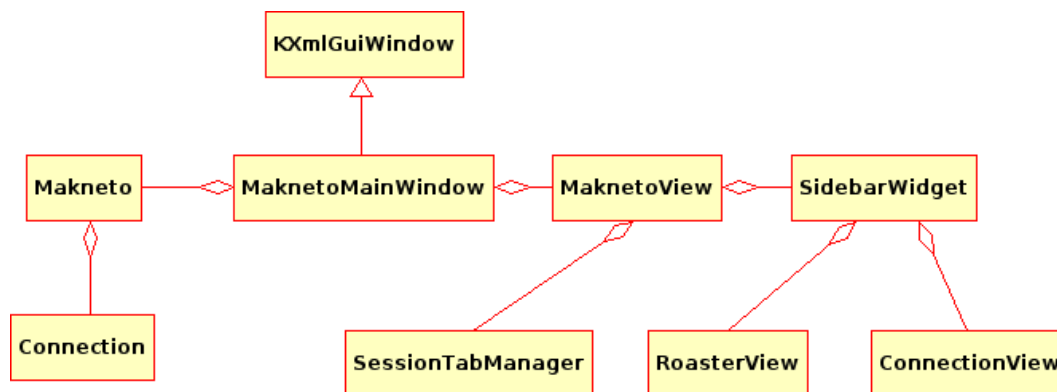 KXmlGuiWindow
Makneto
MaknetoMainWindow
MaknetoView
SidebarWidget
Connection
SessionTabManager
RoasterView
ConnectionView